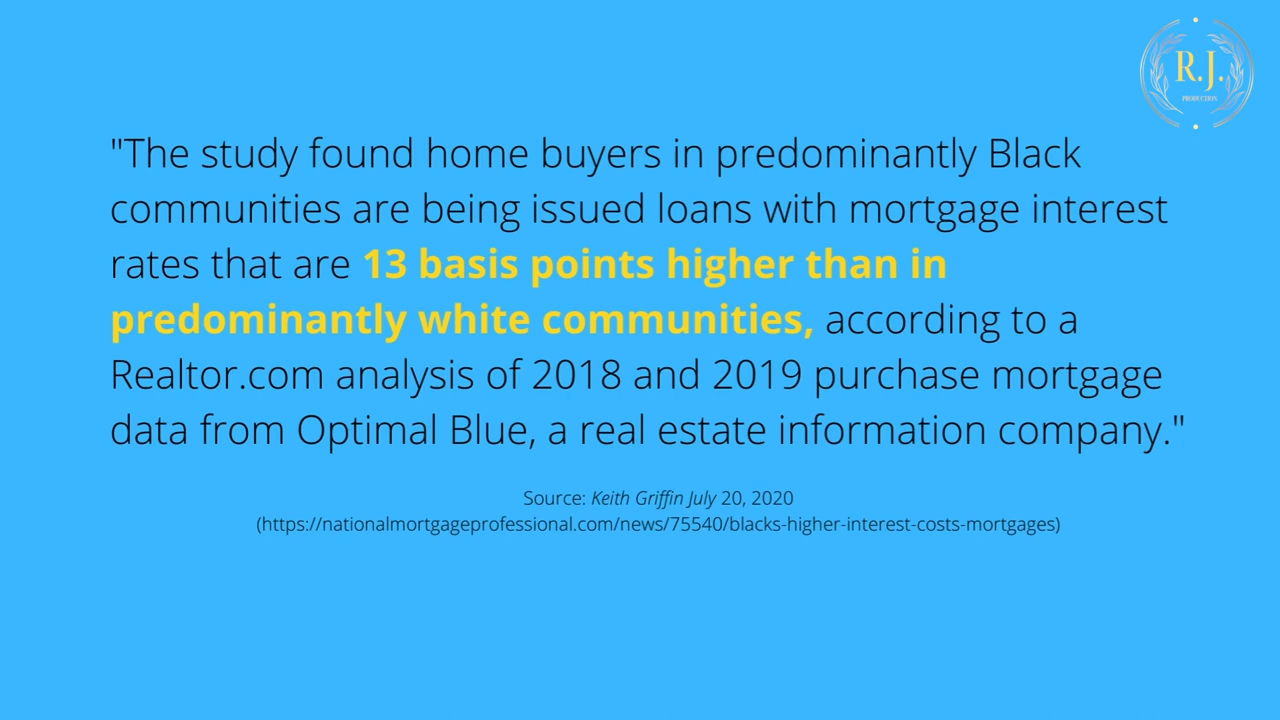 R.J.
PRODUCTION
"The study found home buyers in predominantly Black
communities are being issued loans with mortgage interest
rates that are 13 basis points higher than in
predominantly white communities, according to a
Realtor.com analysis of 2018 and 2019 purchase mortgage
data from Optimal Blue, a real estate information company."
Source: Keith Griffin July 20, 2020
(https://nationalmortgageprofessional.com/news/75540/blacks-higher-interest-costs-mortgages)